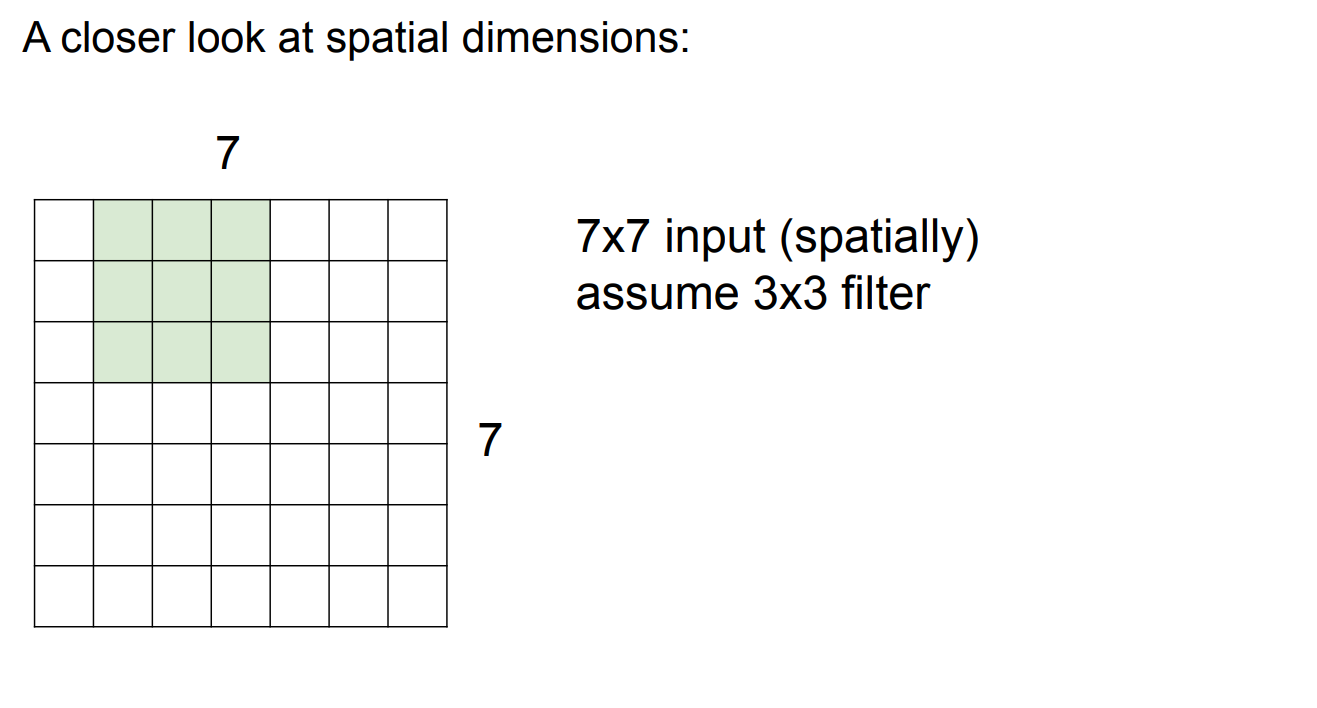 A closer look at spatial dimensions:
7
7x7 input (spatially)
assume 3x3 filter
7